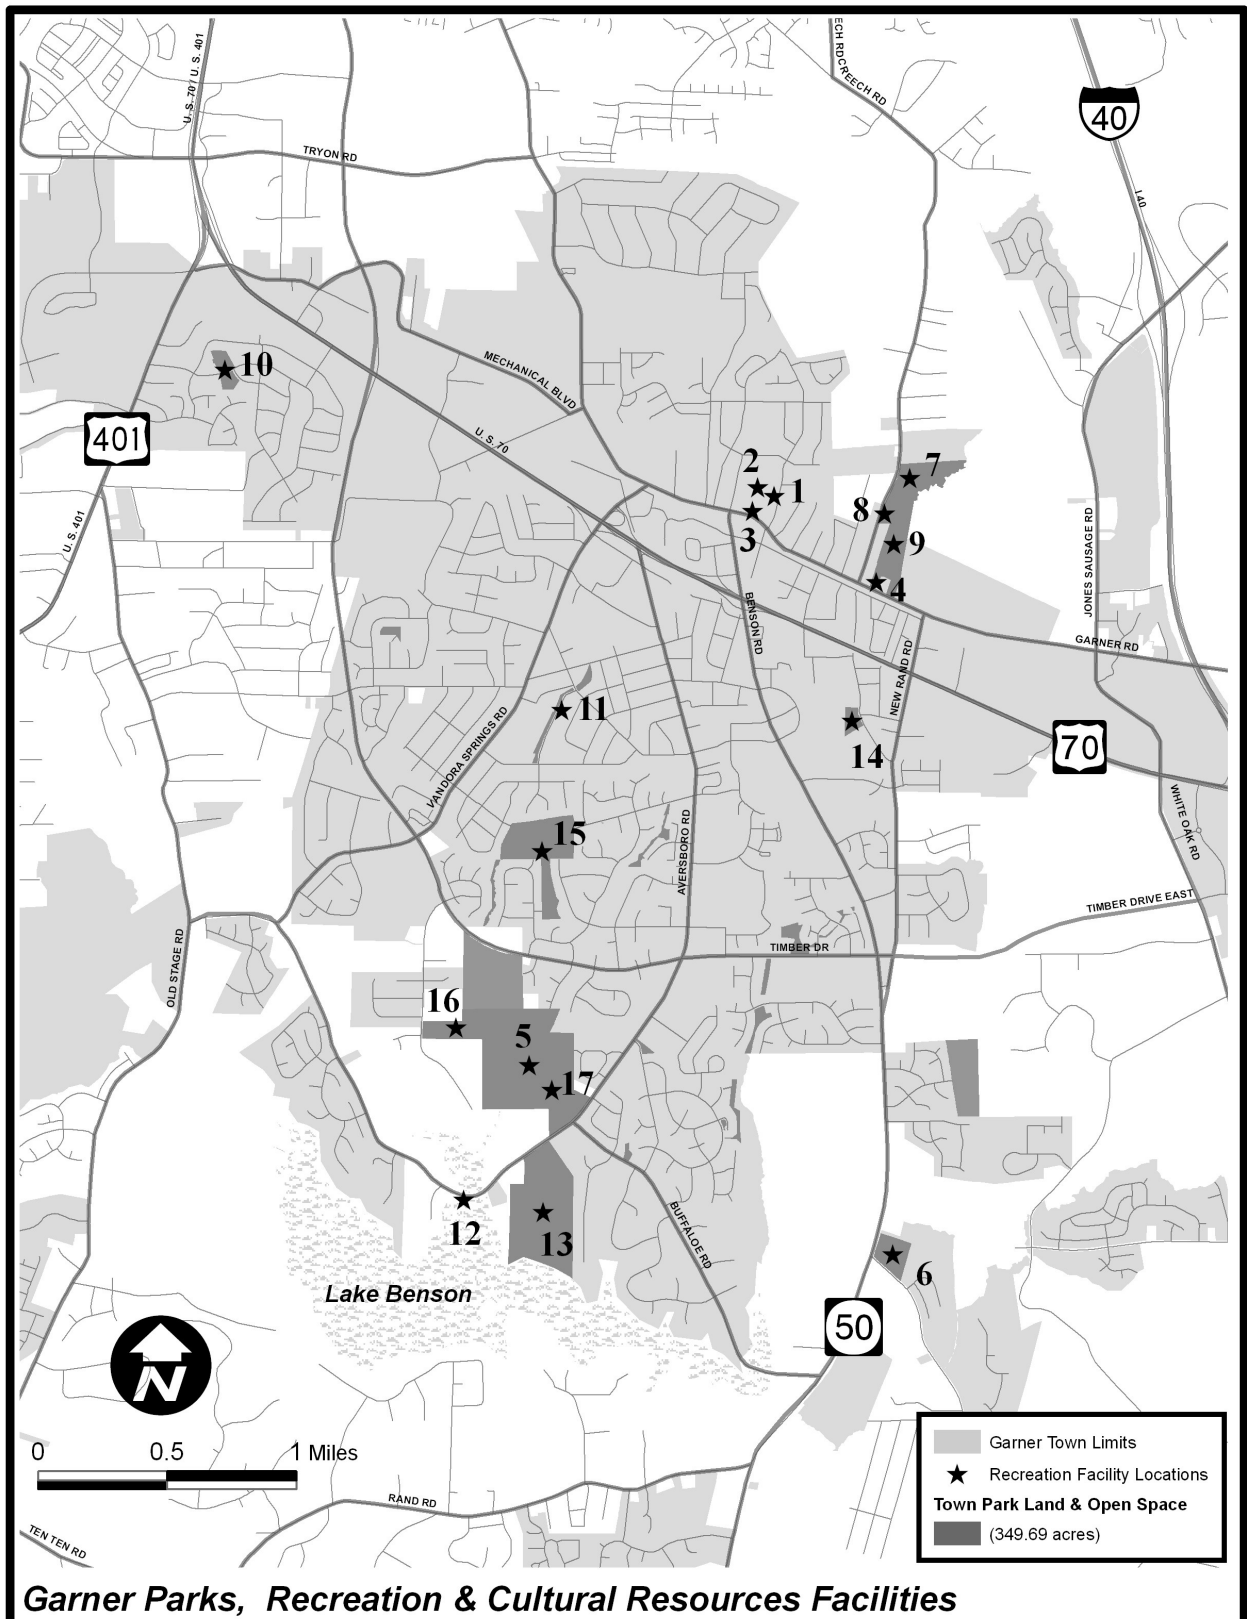 ECH RD
CREECH RD
U. S. 70 / U. S. 401
40
TRYON RD
I 40
MECHANICAL BLVD
10
401
U. S. 70
2
1
7
8
3
9
4
U. S. 401
JONES SAUSAGE RD
BENSON RD
GARNER RD
NEW RAND RD
11
14
70
VANDORA SPRINGS RD
WHITE OAK RD
15
AVERSBORO RD
TIMBER DRIVE EAST
TIMBER DR
OLD STAGE RD
16
5
17
12
13
BUFFALOE RD
6
Lake Benson
50
N
0 0.5 1 Miles
Garner Town Limits
Recreation Facility Locations
Town Park Land & Open Space
(349.69 acres)
RAND RD
TEN TEN RD
Garner Parks, Recreation & Cultural Resources Facilities